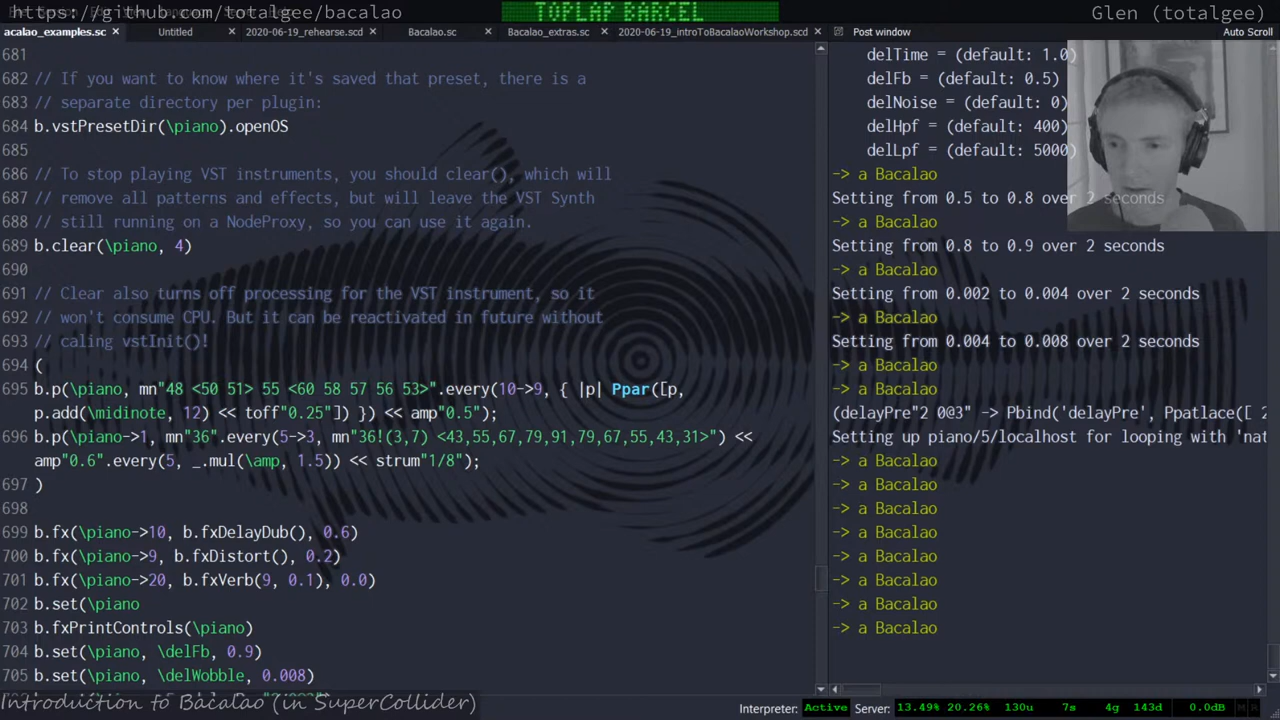 https://github.com/totalgee/bacalao
TOPLAP BARCEL
Glen (totalgee)
acalao_examples.sc
Untitled
2020-06-19_rehearse.scd
Bacalao.sc
Bacalao_extras.sc
2020-06-19_introToBacalaoWorkshop.scd
Post window
Auto Scroll
681
682 // If you want to know where it's saved that preset, there is a
683 // separate directory per plugin:
684 b.vstPresetDir(\piano).openOS
685
686 // To stop playing VST instruments, you should clear(), which will
687 // remove all patterns and effects, but will leave the VST Synth
688 // still running on a NodeProxy, so you can use it again.
689 b.clear(\piano, 4)
690
691 // Clear also turns off processing for the VST instrument, so it
692 // won't consume CPU. But it can be reactivated in future without
693 // caling vstInit()!
694 (
695 b.p(\piano, mn"48 <50 51> 55 <60 58 57 56 53>".every(10->9, { |p| Ppar([p,
p.add(\midinote, 12) << toff"0.25"]) }) << amp"0.5");
696 b.p(\piano->1, mn"36".every(5->3, mn"36!(3,7) <43,55,67,79,91,79,67,55,43,31>") <<
amp"0.6".every(5, _.mul(\amp, 1.5)) << strum"1/8");
697 )
698
699 b.fx(\piano->10, b.fxDelayDub(), 0.6)
700 b.fx(\piano->9, b.fxDistort(), 0.2)
701 b.fx(\piano->20, b.fxVerb(9, 0.1), 0.0)
702 b.set(\piano
703 b.fxPrintControls(\piano)
704 b.set(\piano, \delFb, 0.9)
705 b.set(\piano, \delWobble, 0.008)
delTime = (default: 1.0)
delFb = (default: 0.5)
delNoise = (default: 0)
delHpf = (default: 400)
delLpf = (default: 5000)
-> a Bacalao
Setting from 0.5 to 0.8 over 2 seconds
-> a Bacalao
Setting from 0.8 to 0.9 over 2 seconds
-> a Bacalao
Setting from 0.002 to 0.004 over 2 seconds
-> a Bacalao
Setting from 0.004 to 0.008 over 2 seconds
-> a Bacalao
(delayPre"2 0@3" -> Pbind('delayPre', Ppatlace([ 2
Setting up piano/5/localhost for looping with 'nat
-> a Bacalao
-> a Bacalao
-> a Bacalao
-> a Bacalao
-> a Bacalao
-> a Bacalao
-> a Bacalao
-> a Bacalao
Introduction to Bacalao (in SuperCollider)
Interpreter: Active Server: 13.49% 20.26% 130u 7s 4g 143d 0.0dB M R